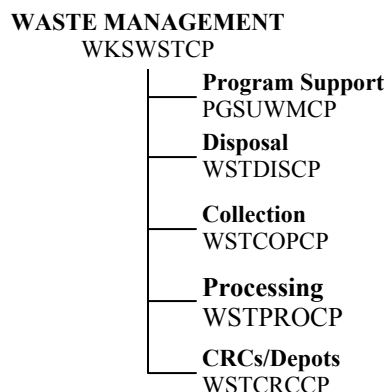 WASTE MANAGEMENT
WKSWSTCP
Program Support
PGSUWMCP
Disposal
WSTDISCP
Collection
WSTCOPCP
Processing
WSTPROCP
CRCs/Depots
WSTCRCCP